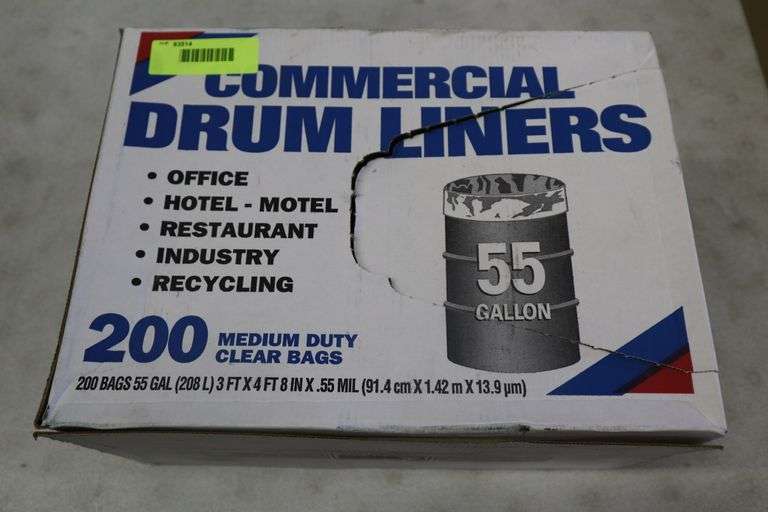 83514
COMMERCIAL
DRUM LINERS
• OFFICE
• HOTEL - MOTEL
• RESTAURANT
• INDUSTRY
• RECYCLING
55
GALLON
200 MEDIUM DUTY
CLEAR BAGS
200 BAGS 55 GAL (208 L) 3 FT X 4 FT 8 IN X .55 MIL (91.4 cm X 1.42 m X 13.9 µm)